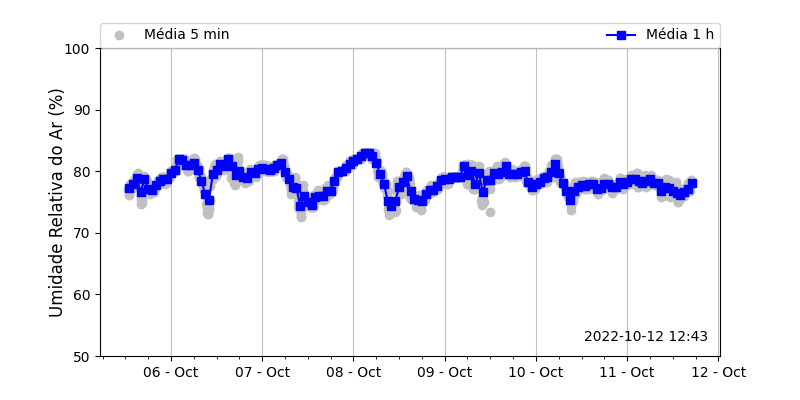 Média 5 min
Média 1 h
Umidade Relativa do Ar (%)
100
90
80
70
60
50
2022-10-12 12:43
06 - Oct
07 - Oct
08 - Oct
09 - Oct
10 - Oct
11 - Oct
12 - Oct